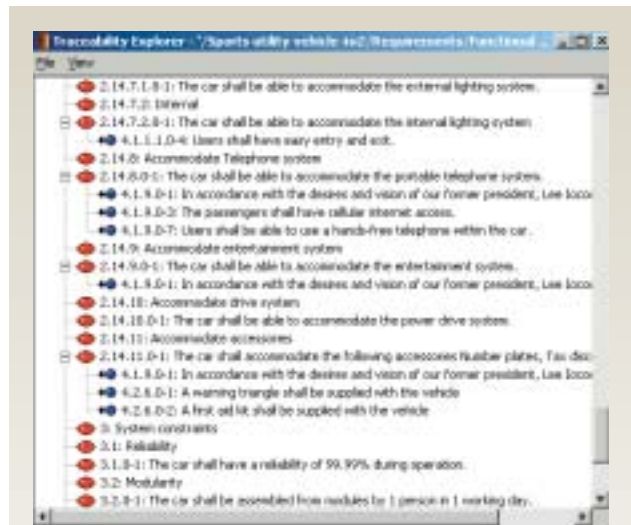 Traceability Explorer - "/Sports utility vehicle 4x2/Requirements/Functional
File View
2.14.7.1.0-1: The car shall be able to accommodate the external lighting system.
2.14.7.2: Internal
2.14.7.2.0-1: The car shall be able to accommodate the internal lighting system
4.1.1.1.0-4: Users shall have easy entry and exit.
2.14.8: Accommodate Telephone system
2.14.8.0-1: The car shall be able to accommodate the portable telephone system.
4.1.9.0-1: In accordance with the desires and vision of our former president, Lee Iococ
4.1.9.0-3: The passengers shall have cellular internet access.
4.1.9.0-7: Users shall be able to use a hands-free telephone within the car.
2.14.9: Accommodate entertainment system
2.14.9.0-1: The car shall be able to accommodate the entertainment system.
4.1.9.0-1: In accordance with the desires and vision of our former president, Lee Iococ
2.14.10: Accommodate drive system
2.14.10.0-1: The car shall be able to accommodate the power drive system.
2.14.11: Accommodate accessories
2.14.11.0-1: The car shall accommodate the following accessories Number plates, Tax disc
4.1.9.0-1: In accordance with the desires and vision of our former president, Lee Iococ
4.2.6.0-1: A warning triangle shall be supplied with the vehicle
4.2.6.0-2: A first aid kit shall be supplied with the vehicle
3: System constraints
3.1: Reliability
3.1.0-1: The car shall have a reliability of 99.99% during operation.
3.2: Modularity
3.2.0-1: The car shall be assembled from modules by 1 person in 1 working day.